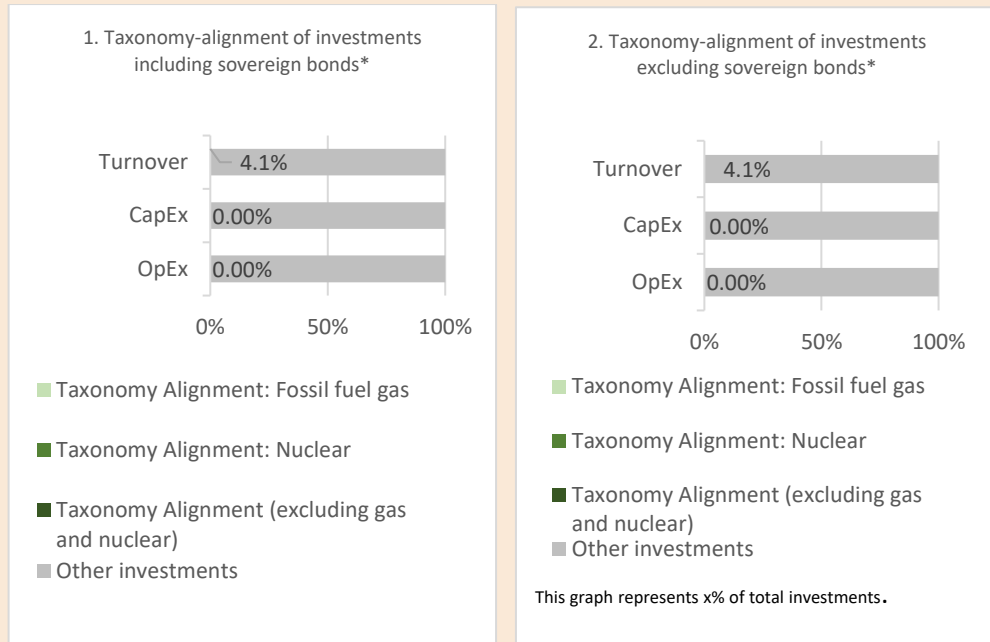 1. Taxonomy-alignment of investments
including sovereign bonds*
Turnover
4.1%
CapEx
0.00%
OpEx
0.00%
0%
50%
100%
Taxonomy Alignment: Fossil fuel gas
Taxonomy Alignment: Nuclear
Taxonomy Alignment (excluding gas
and nuclear)
Other investments
2. Taxonomy-alignment of investments
excluding sovereign bonds*
Turnover
4.1%
CapEx
0.00%
OpEx
0.00%
0%
50%
100%
Taxonomy Alignment: Fossil fuel gas
Taxonomy Alignment: Nuclear
Taxonomy Alignment (excluding gas
and nuclear)
Other investments
This graph represents x% of total investments.